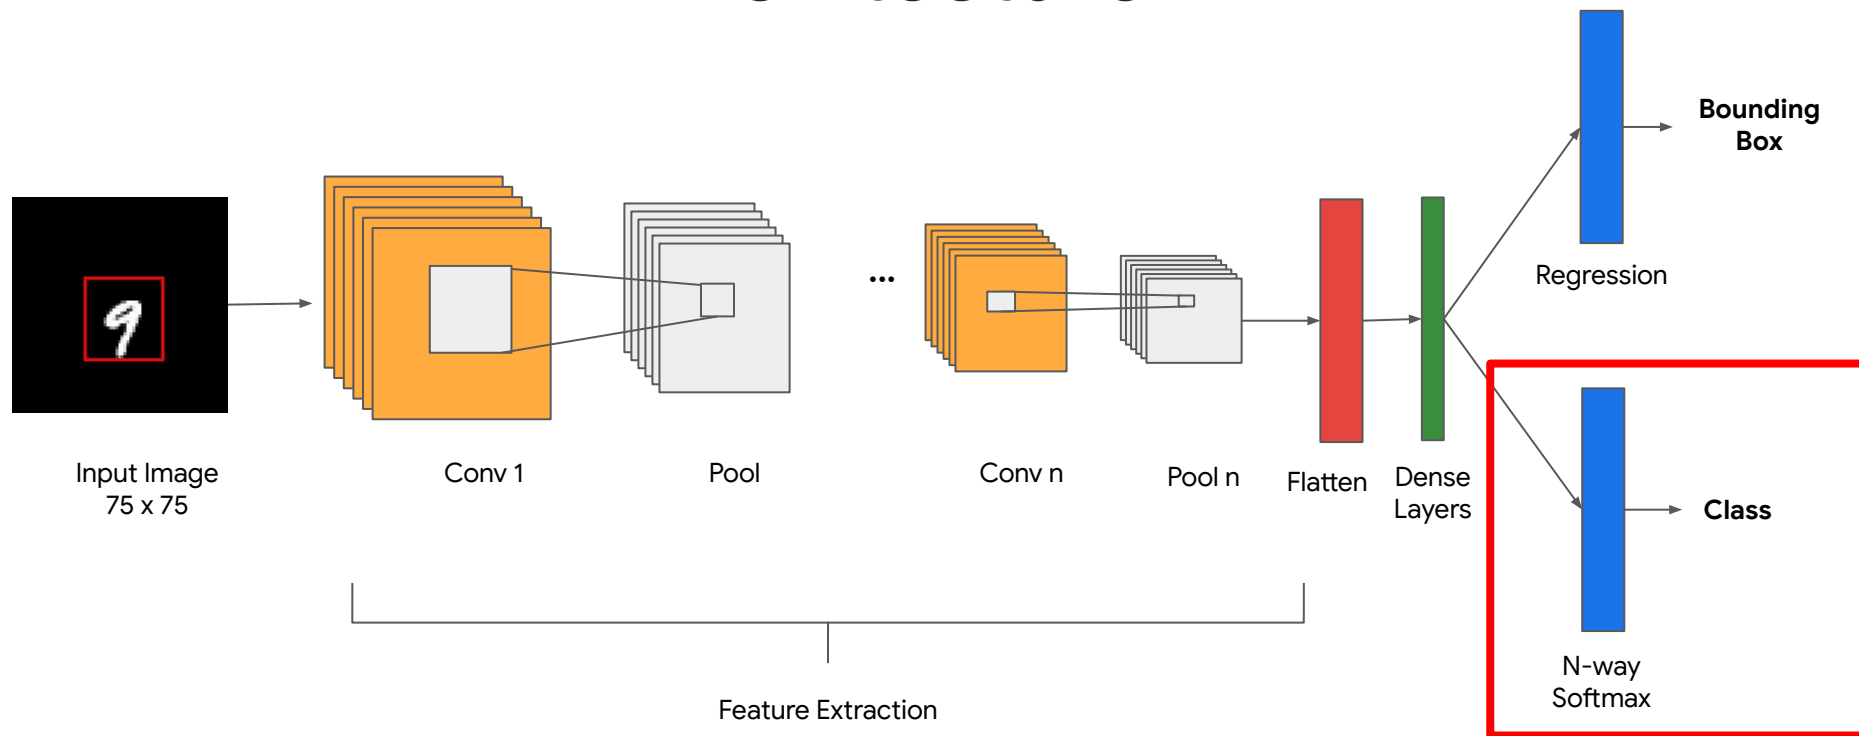 Bounding
Box
Regression
Input Image
75 x 75
Conv 1
Pool
...
Conv n
Pool n
Flatten
Dense
Layers
Class
N-way
Softmax
Feature Extraction